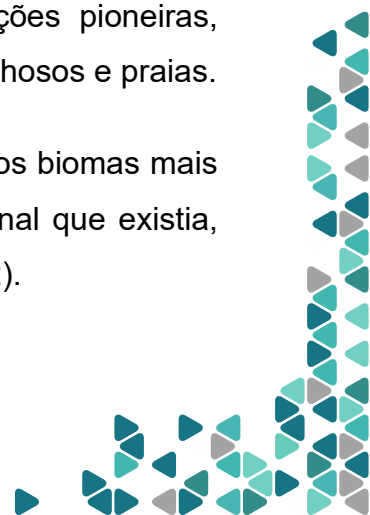 ções pioneiras,
hosos e praias.
os biomas mais
nal que existia,
).